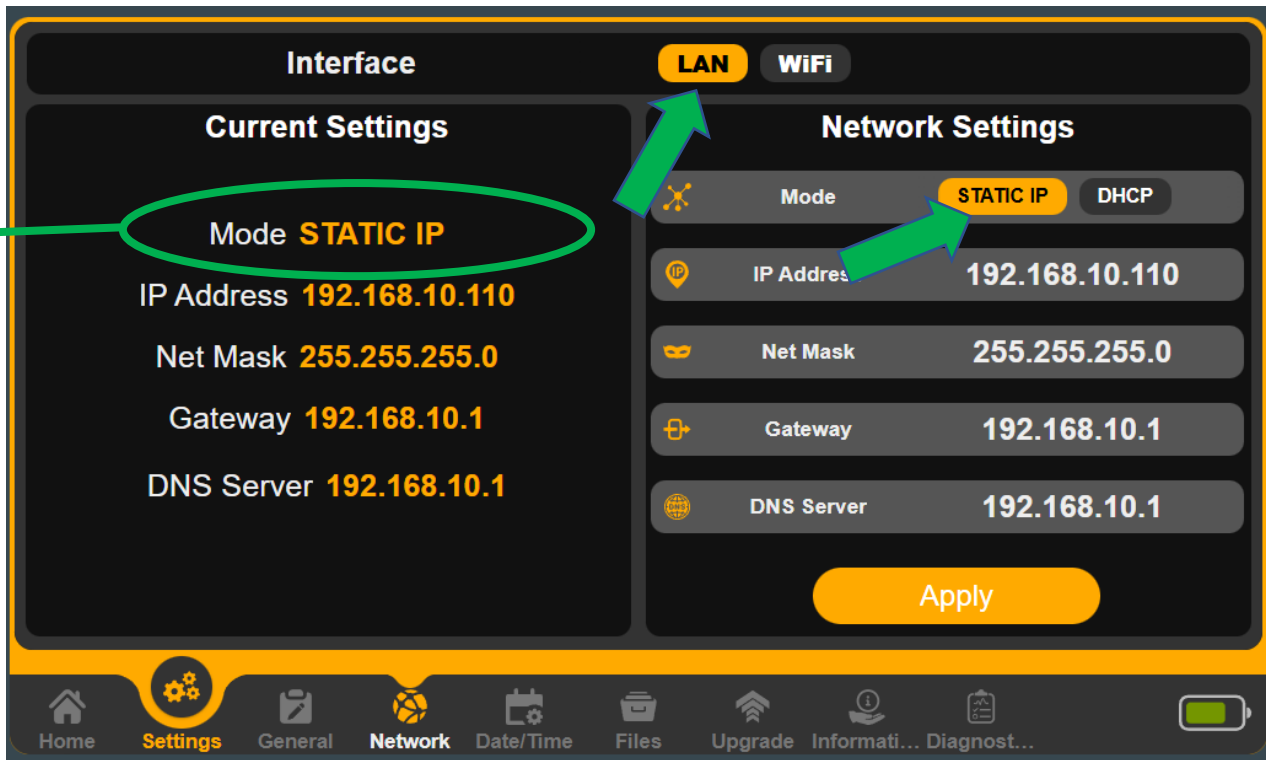 Interface LAN WiFi
Current Settings
Mode STATIC IP
IP Address 192.168.10.110
Net Mask 255.255.255.0
Gateway 192.168.10.1
DNS Server 192.168.10.1
Network Settings
Mode STATIC IP DHCP
IP Addres 192.168.10.110
Net Mask 255.255.255.0
Gateway 192.168.10.1
DNS Server 192.168.10.1
Apply
Home Settings General Network Date/Time Files Upgrade Informati... Diagnost...